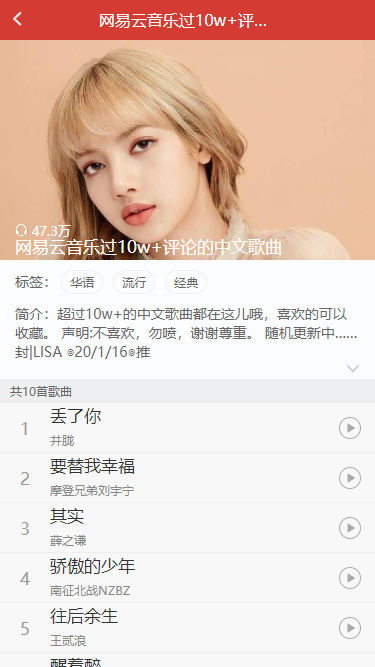 网易云音乐过10w+评...
47.3万
网易云音乐过10w+评论的中文歌曲
标签： 华语 流行 经典
简介：超过10w+的中文歌曲都在这儿哦，喜欢的可以
收藏。 声明:不喜欢，勿喷，谢谢尊重。 随机更新中……
封|LISA ๏20/1/16๏推
共10首歌曲
1 丢了你
井胧
2 要替我幸福
摩登兄弟刘宇宁
3 其实
薛之谦
4 骄傲的少年
南征北战NZBZ
5 往后余生
王贰浪
醒着醉